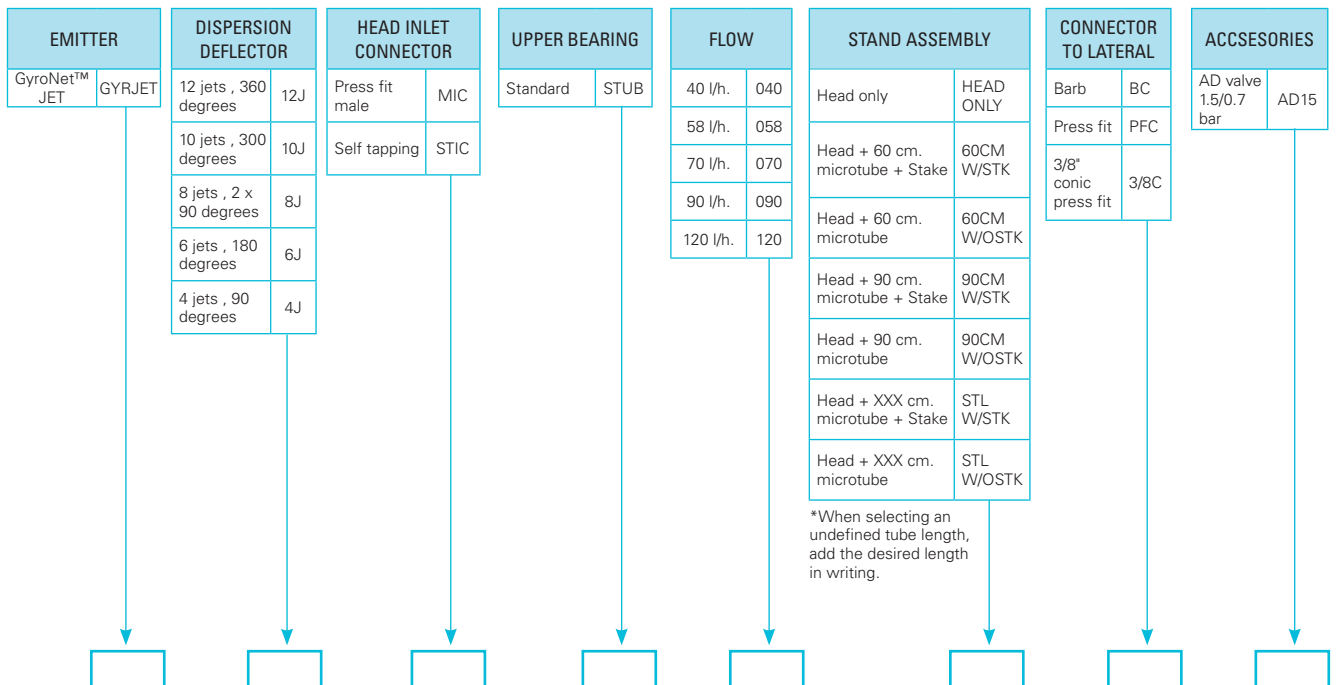 EMITTER
GyroNet™ JET
GYRJET
DISPERSION
DEFLECTOR
12 jets , 360
degrees
12J
10 jets , 300
degrees
10J
8 jets , 2 x
90 degrees
8J
6 jets , 180
degrees
6J
4 jets , 90
degrees
4J
HEAD INLET
CONNECTOR
Press fit
male
MIC
Self tapping
STIC
UPPER BEARING
Standard
STUB
FLOW
40 l/h.
040
58 l/h.
058
70 l/h.
070
90 l/h.
090
120 l/h.
120
STAND ASSEMBLY
Head only
HEAD
ONLY
Head + 60 cm.
microtube + Stake
60CM
W/STK
Head + 60 cm.
microtube
60CM
W/OSTK
Head + 90 cm.
microtube + Stake
90CM
W/STK
Head + 90 cm.
microtube
90CM
W/OSTK
Head + XXX cm.
microtube + Stake
STL
W/STK
Head + XXX cm.
microtube
STL
W/OSTK
*When selecting an
undefined tube length,
add the desired length
in writing.
CONNECTOR
TO LATERAL
Barb
BC
Press fit
PFC
3/8"
conic
press fit
3/8C
ACCSESORIES
AD valve
1.5/0.7
bar
AD15